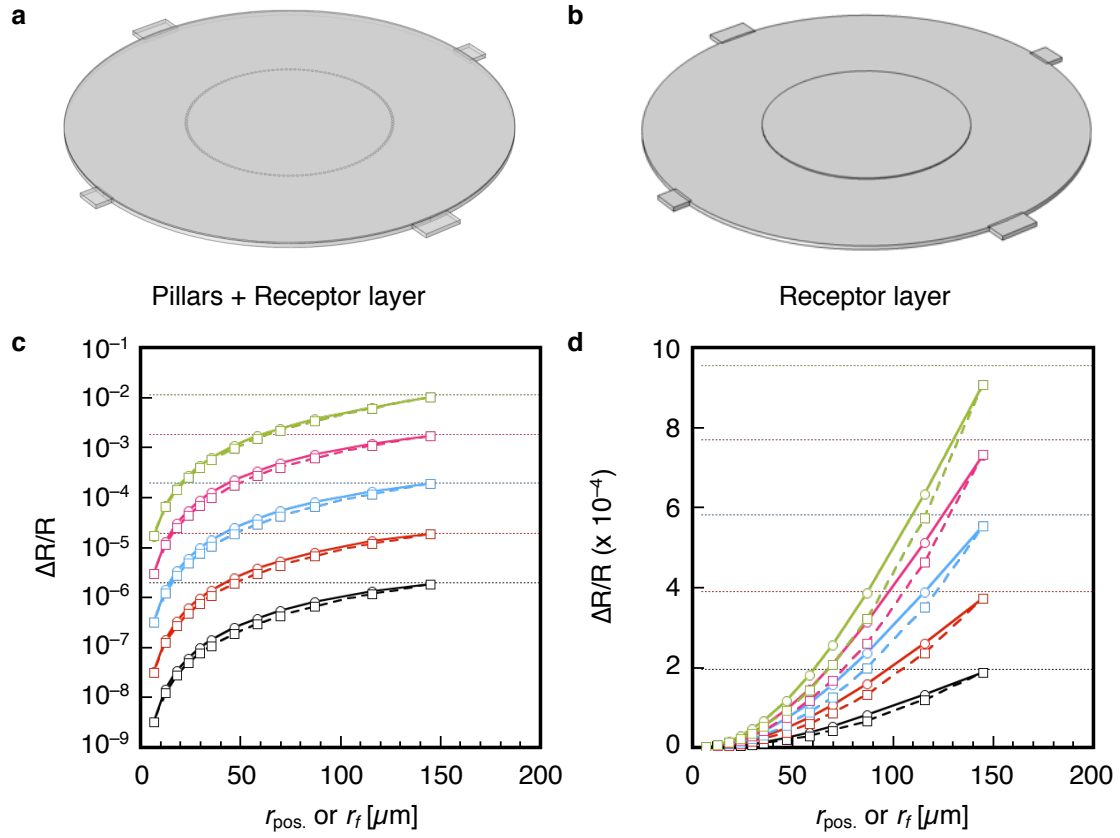 a
b
Pillars + Receptor layer
Receptor layer
c
d
ΔR/R
10⁻¹
10⁻²
10⁻³
10⁻⁴
10⁻⁵
10⁻⁶
10⁻⁷
10⁻⁸
10⁻⁹
0 50 100 150 200
r_pos. or r_f [μm]
ΔR/R (x 10⁻⁴)
10
8
6
4
2
0
0 50 100 150 200
r_pos. or r_f [μm]